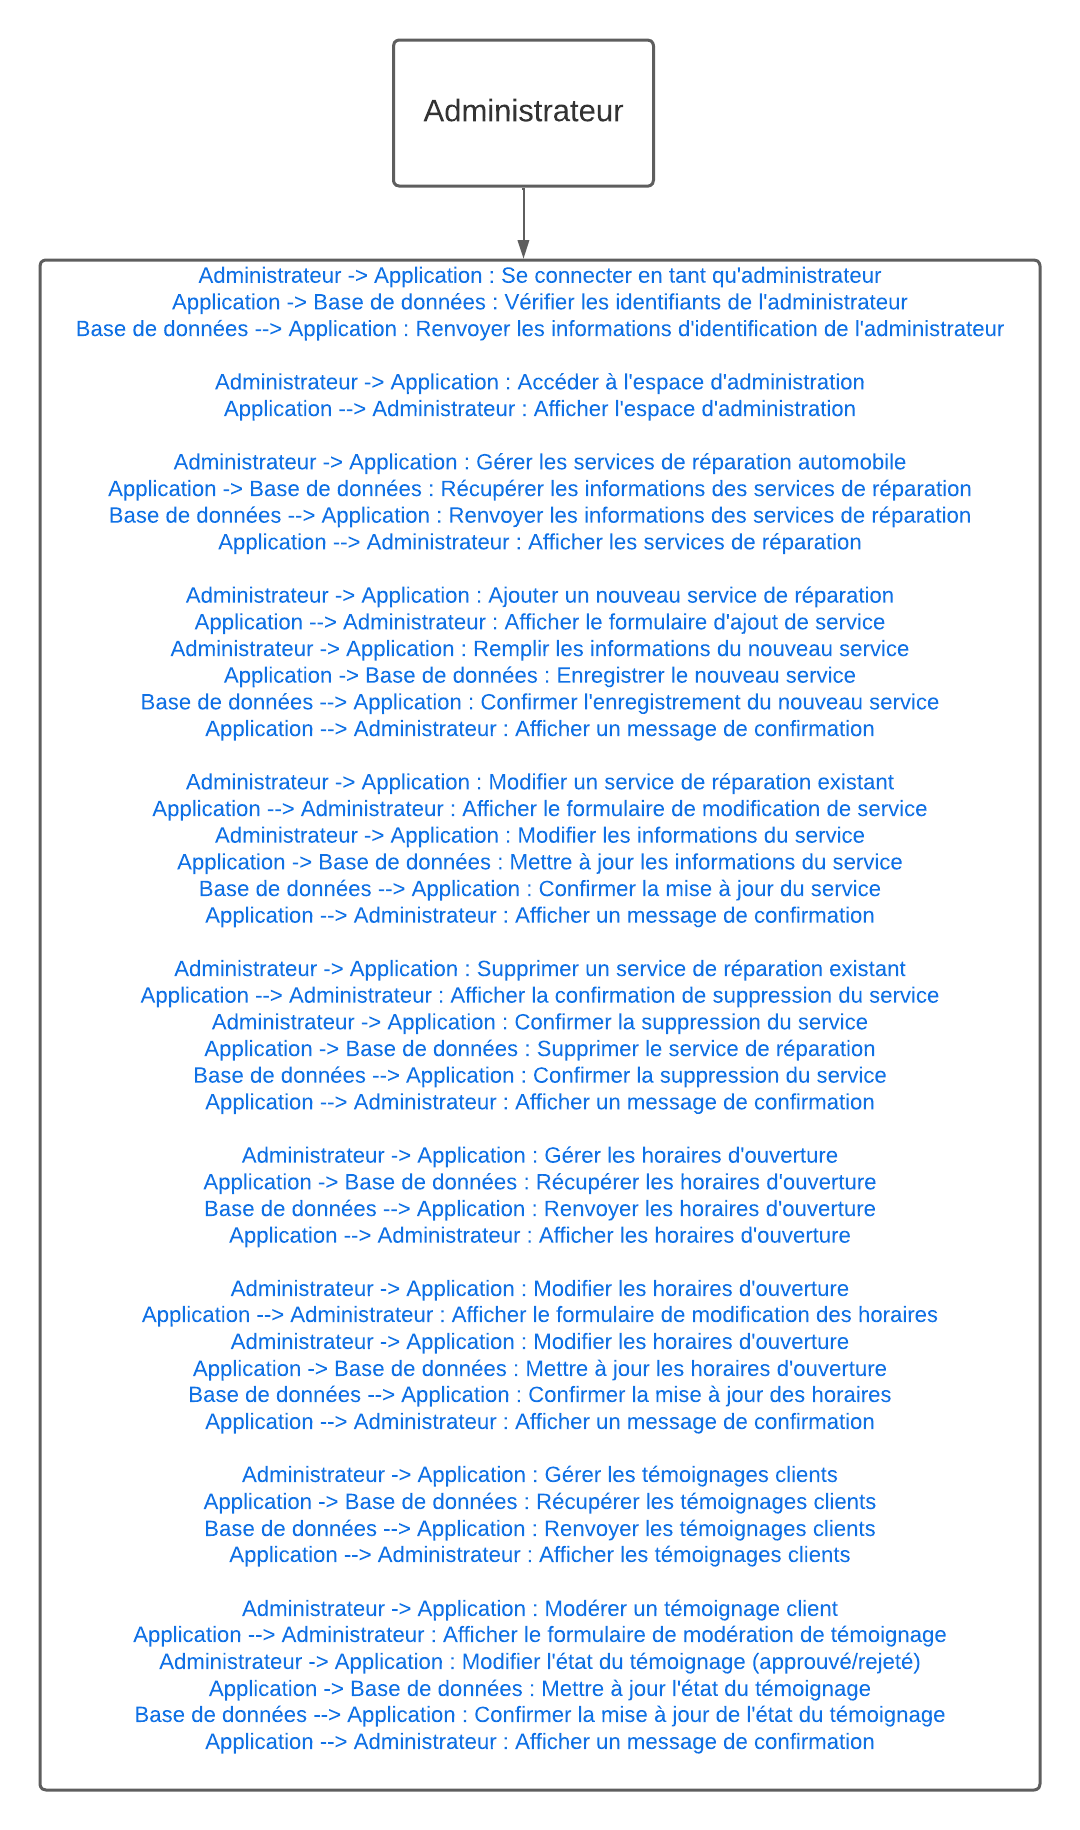 Administrateur
Administrateur -> Application : Se connecter en tant qu'administrateur
Application -> Base de données : Vérifier les identifiants de l'administrateur
Base de données --> Application : Renvoyer les informations d'identification de l'administrateur
Administrateur -> Application : Accéder à l'espace d'administration
Application --> Administrateur : Afficher l'espace d'administration
Administrateur -> Application : Gérer les services de réparation automobile
Application -> Base de données : Récupérer les informations des services de réparation
Base de données --> Application : Renvoyer les informations des services de réparation
Application --> Administrateur : Afficher les services de réparation
Administrateur -> Application : Ajouter un nouveau service de réparation
Application --> Administrateur : Afficher le formulaire d'ajout de service
Administrateur -> Application : Remplir les informations du nouveau service
Application -> Base de données : Enregistrer le nouveau service
Base de données --> Application : Confirmer l'enregistrement du nouveau service
Application --> Administrateur : Afficher un message de confirmation
Administrateur -> Application : Modifier un service de réparation existant
Application --> Administrateur : Afficher le formulaire de modification de service
Administrateur -> Application : Modifier les informations du service
Application -> Base de données : Mettre à jour les informations du service
Base de données --> Application : Confirmer la mise à jour du service
Application --> Administrateur : Afficher un message de confirmation
Administrateur -> Application : Supprimer un service de réparation existant
Application --> Administrateur : Afficher la confirmation de suppression du service
Administrateur -> Application : Confirmer la suppression du service
Application -> Base de données : Supprimer le service de réparation
Base de données --> Application : Confirmer la suppression du service
Application --> Administrateur : Afficher un message de confirmation
Administrateur -> Application : Gérer les horaires d'ouverture
Application -> Base de données : Récupérer les horaires d'ouverture
Base de données --> Application : Renvoyer les horaires d'ouverture
Application --> Administrateur : Afficher les horaires d'ouverture
Administrateur -> Application : Modifier les horaires d'ouverture
Application --> Administrateur : Afficher le formulaire de modification des horaires
Administrateur -> Application : Modifier les horaires d'ouverture
Application -> Base de données : Mettre à jour les horaires d'ouverture
Base de données --> Application : Confirmer la mise à jour des horaires
Application --> Administrateur : Afficher un message de confirmation
Administrateur -> Application : Gérer les témoignages clients
Application -> Base de données : Récupérer les témoignages clients
Base de données --> Application : Renvoyer les témoignages clients
Application --> Administrateur : Afficher les témoignages clients
Administrateur -> Application : Modérer un témoignage client
Application --> Administrateur : Afficher le formulaire de modération de témoignage
Administrateur -> Application : Modifier l'état du témoignage (approuvé/rejeté)
Application -> Base de données : Mettre à jour l'état du témoignage
Base de données --> Application : Confirmer la mise à jour de l'état du témoignage
Application --> Administrateur : Afficher un message de confirmation